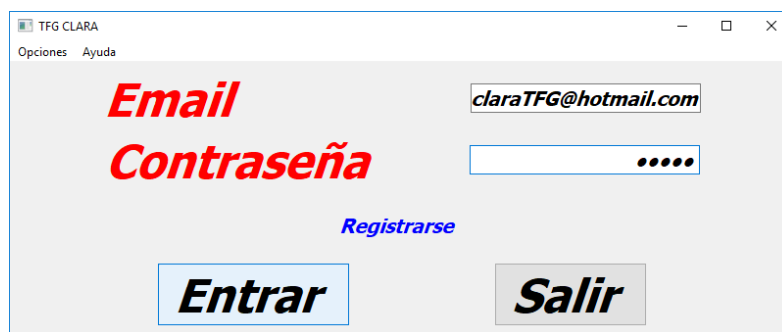 TFG CLARA
Opciones Ayuda
Email claraTFG@hotmail.com
Contraseña •••••
Registrarse
Entrar Salir